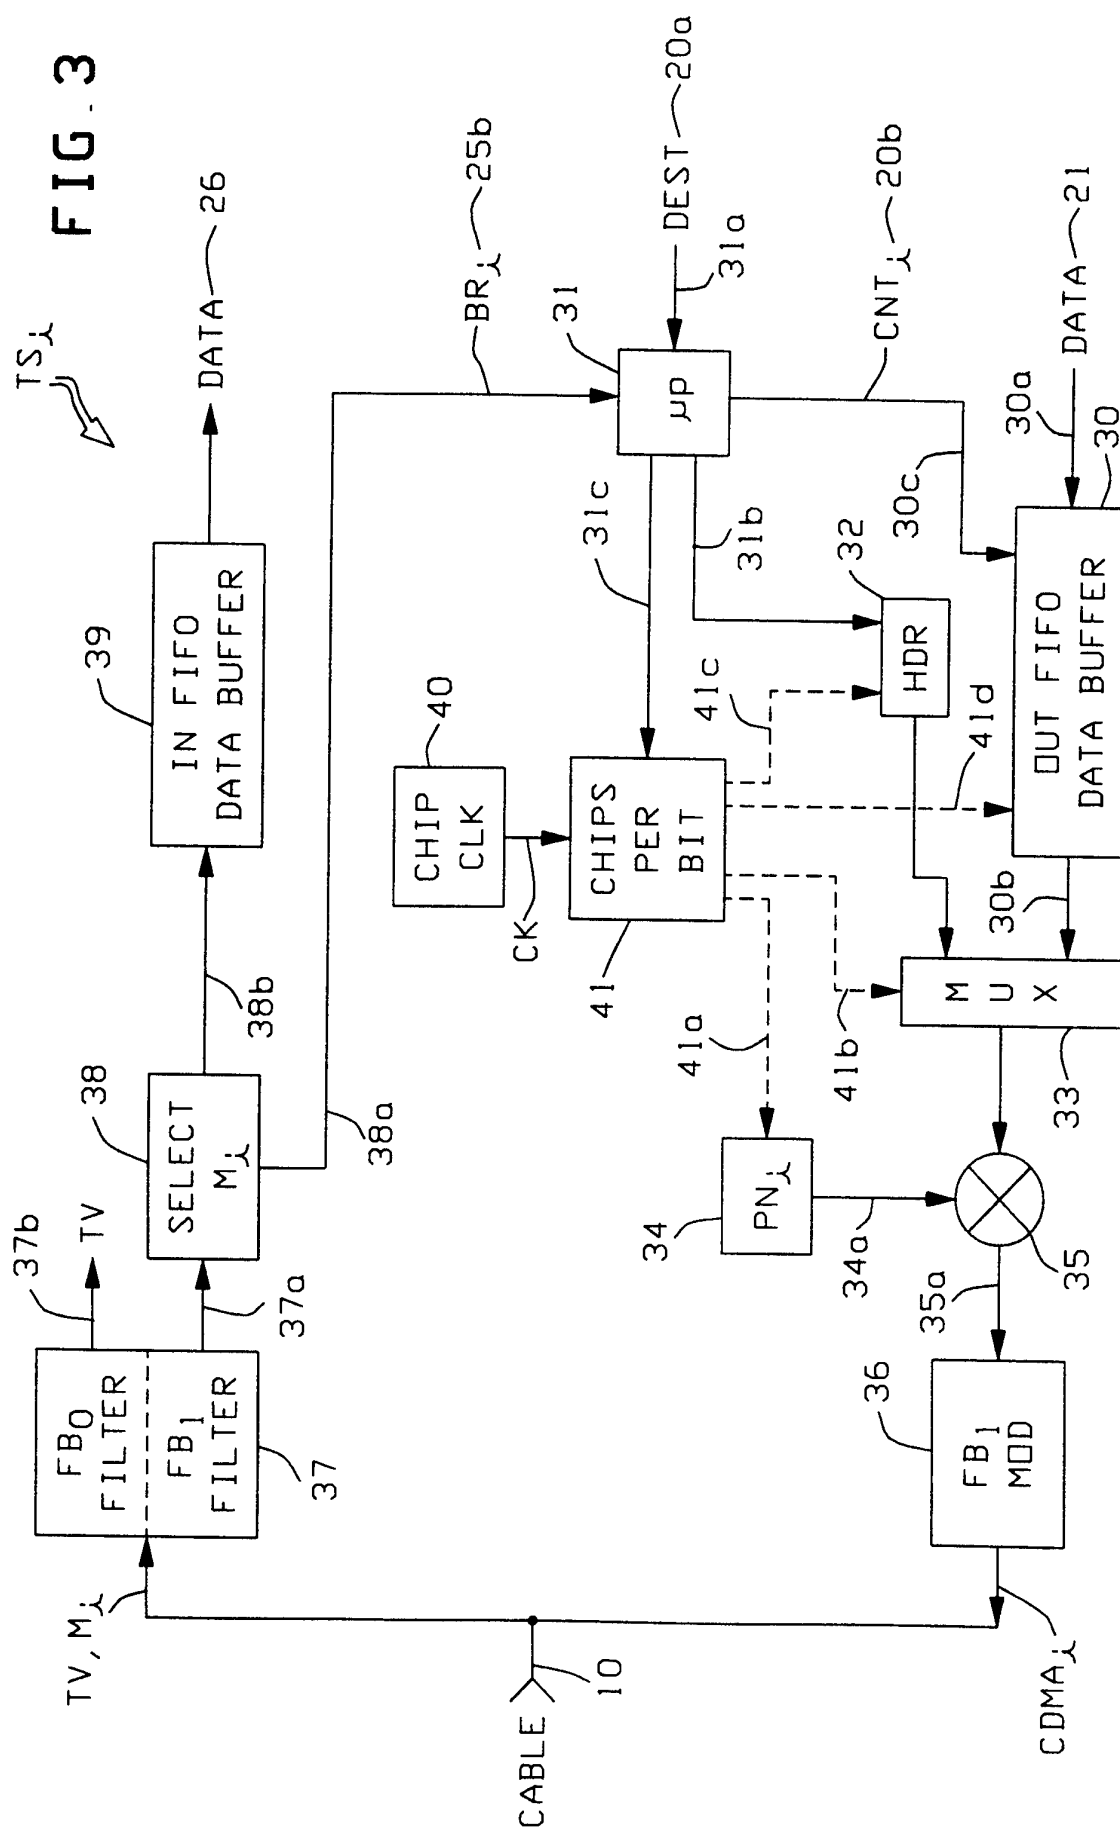 FIG. 3
TSi
TV, Mi
FB0
FILTER
FB1
FILTER
37
37b
TV
37a
38
SELECT
Mi
38b
38a
39
IN FIFO
DATA BUFFER
DATA
26
BRi
25b
CABLE
10
CHIP
CLK
40
CK
CHIPS
PER
BIT
41
31c
31
µP
31b
31a
DEST
20a
CNTi
20b
30c
41a
41b
41c
41d
32
HDR
34
PNi
34a
35
35a
36
FB1
MOD
CDMAi
MUX
33
30b
OUT FIFO
DATA BUFFER
30
30a
DATA
21